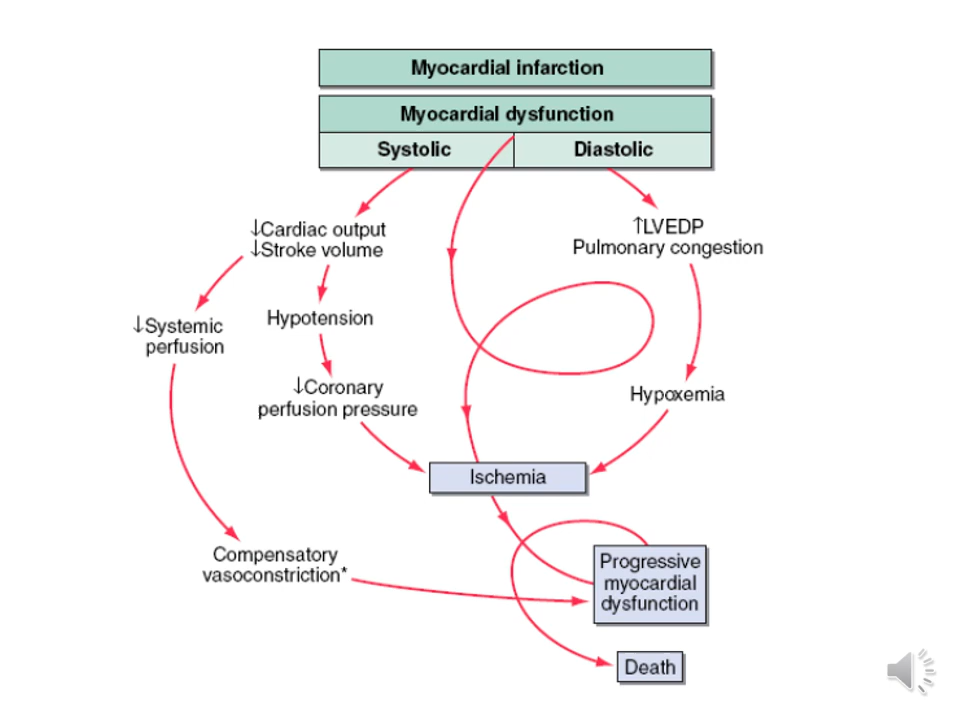 Myocardial infarction
Myocardial dysfunction
Systolic
Diastolic
↓Cardiac output
↓Stroke volume
↑LVEDP
Pulmonary congestion
↓Systemic
perfusion
Hypotension
↓Coronary
perfusion pressure
Hypoxemia
Ischemia
Compensatory
vasoconstriction*
Progressive
myocardial
dysfunction
Death